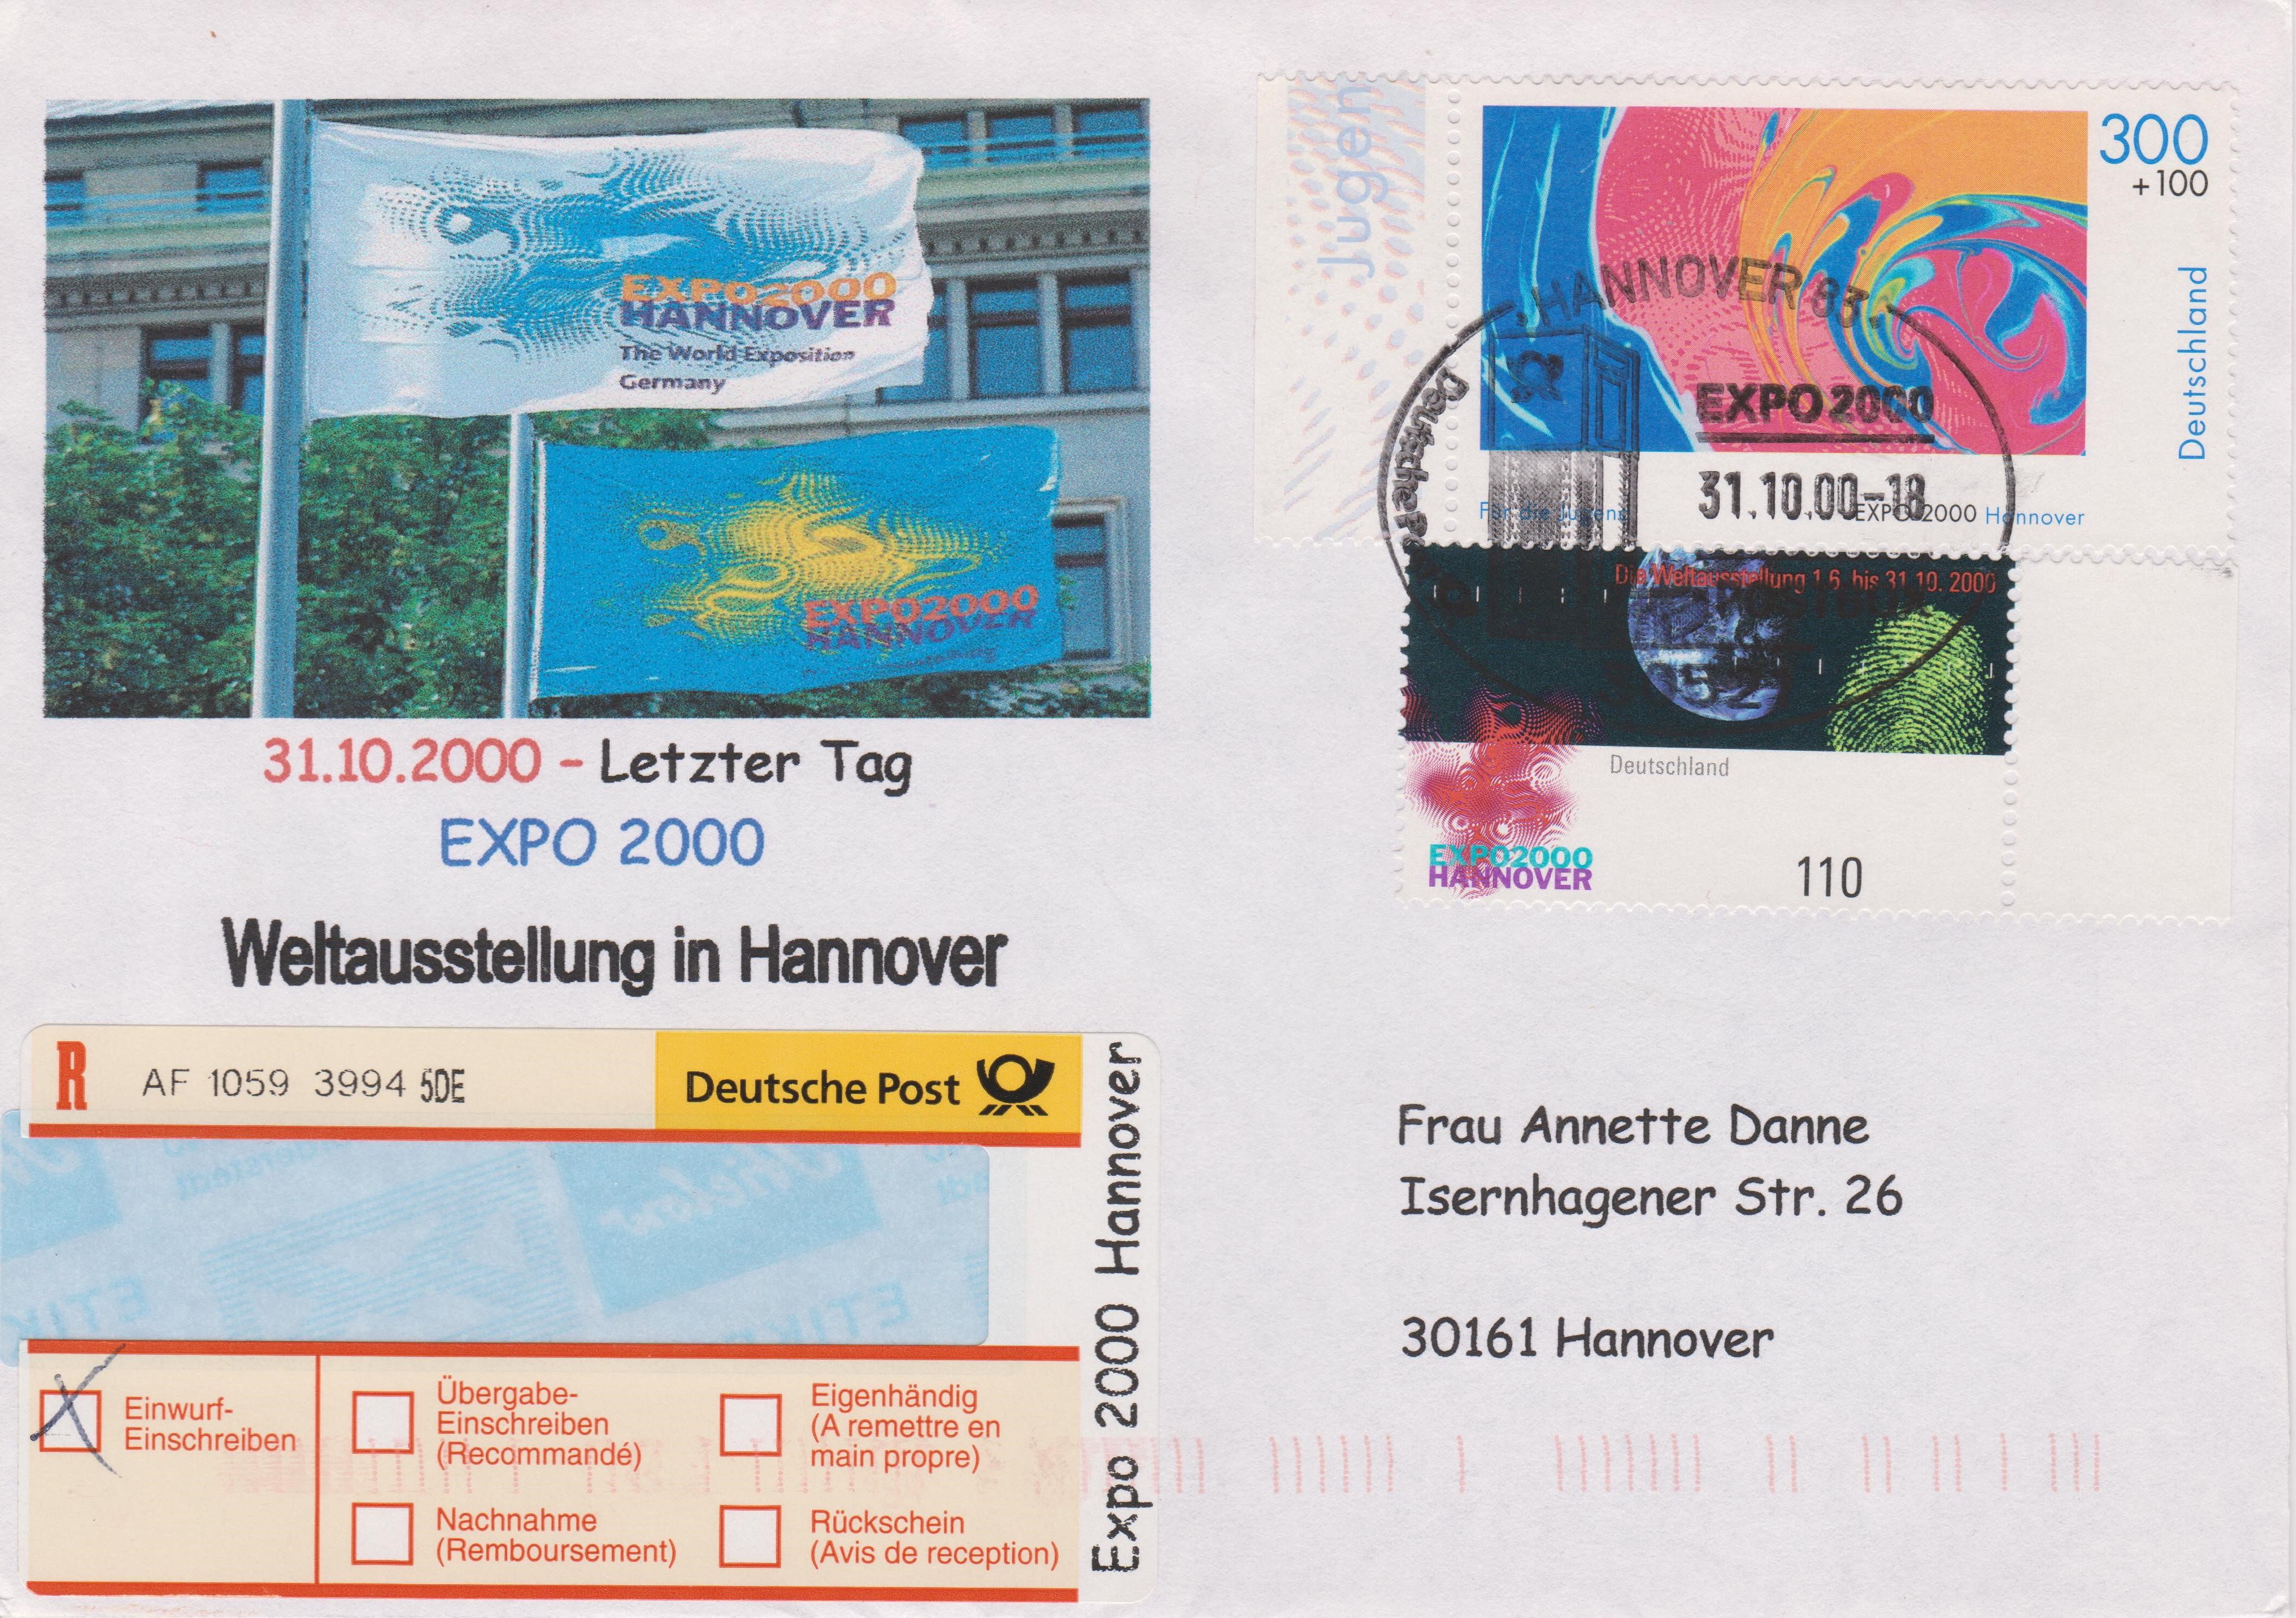 EXPO2000
HANNOVER
The World Exposition
Germany
EXPO2000
HANNOVER
31.10.2000 - Letzter Tag
EXPO 2000
Weltausstellung in Hannover
Jugen
300
+100
Deutschland
Für die Jugend
EXPO 2000 Hannover
HANNOVER 83
EXPO2000
31.10.00-18
Deutsche
Die Weltausstellung 1.6. bis 31.10. 2000
Deutschland
EXPO2000
HANNOVER
110
R
AF 1059 3994 5DE
Deutsche Post
Expo 2000 Hannover
Einwurf-
Einschreiben
Übergabe-
Einschreiben
(Recommandé)
Eigenhändig
(A remettre en
main propre)
Nachnahme
(Remboursement)
Rückschein
(Avis de reception)
Frau Annette Danne
Isernhagener Str. 26
30161 Hannover